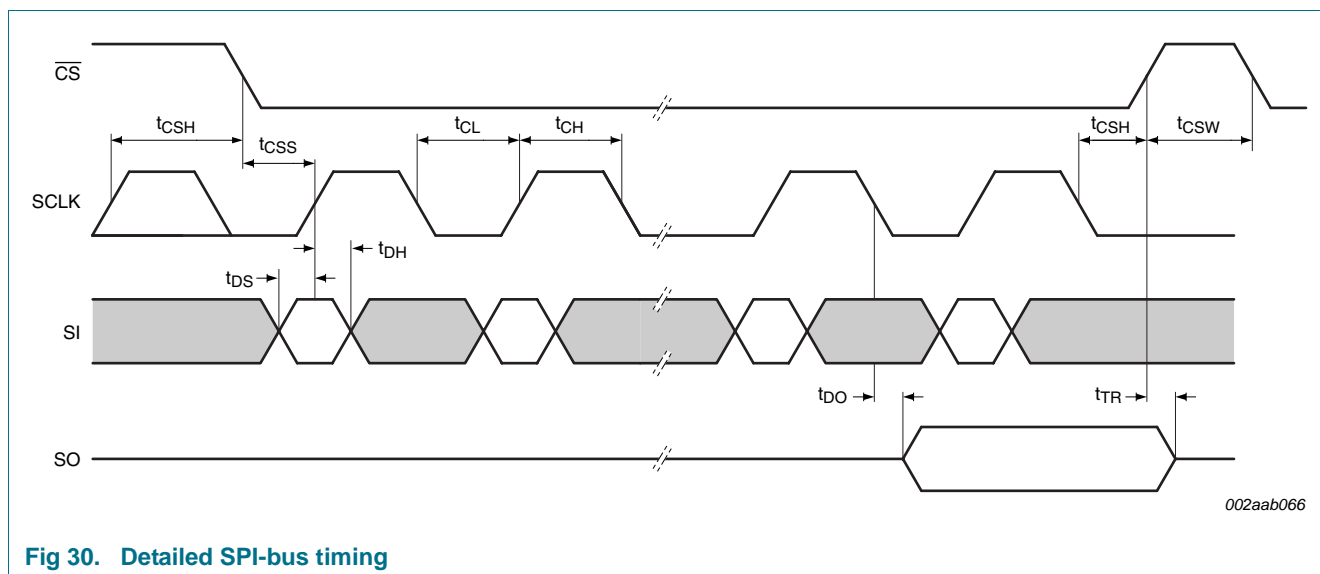 CS
tCSH
tCSS
tCL
tCH
tCSH
tCSW
SCLK
tDS
tDH
SI
tDO
tTR
SO
002aab066
Fig 30. Detailed SPI-bus timing